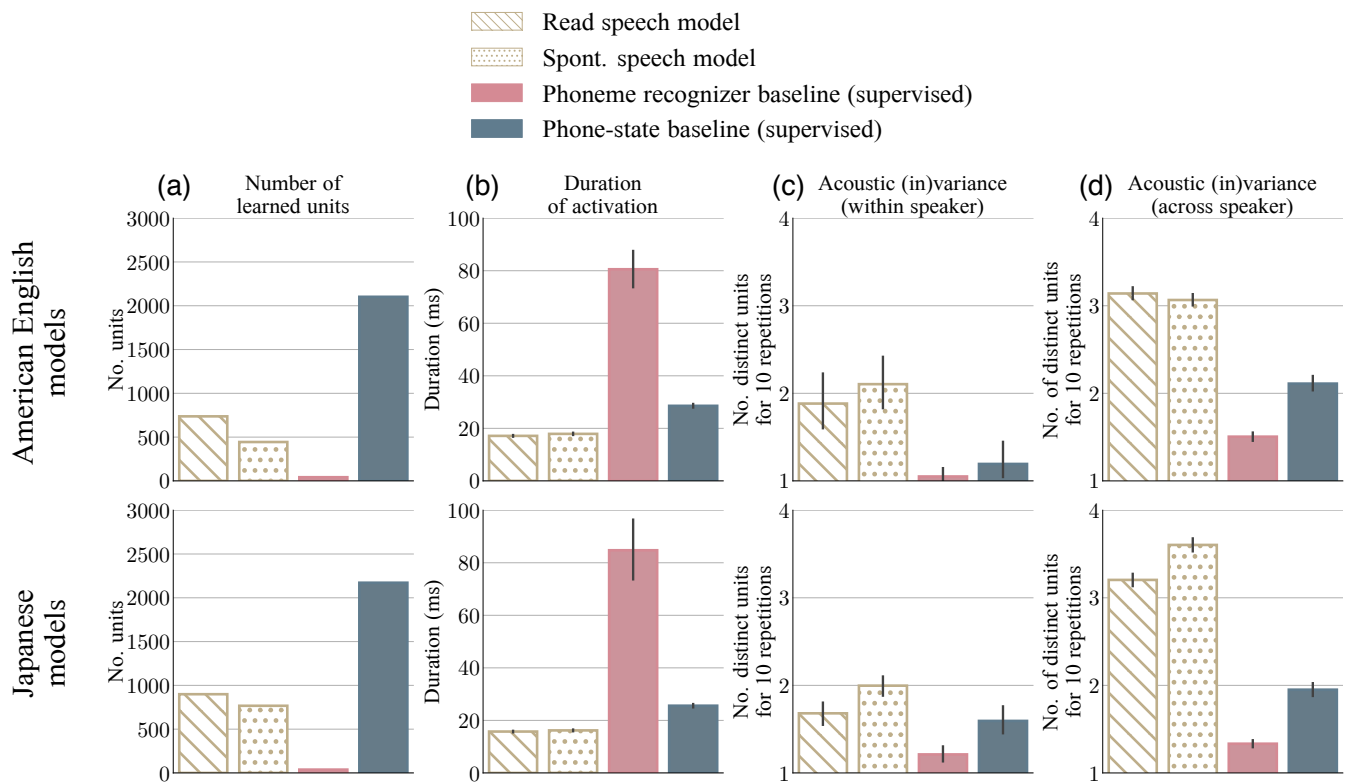 Read speech model
Spont. speech model
Phoneme recognizer baseline (supervised)
Phone-state baseline (supervised)
American English
models
(a) Number of
learned units
No. units
3000
2500
2000
1500
1000
500
0
(b) Duration
of activation
Duration (ms)
100
80
60
40
20
0
(c) Acoustic (in)variance
(within speaker)
No. distinct units
for 10 repetitions
4
3
2
1
(d) Acoustic (in)variance
(across speaker)
No. of distinct units
for 10 repetitions
4
3
2
1
Japanese
models
No. units
3000
2500
2000
1500
1000
500
0
Duration (ms)
100
80
60
40
20
0
No. distinct units
for 10 repetitions
4
3
2
1
No. of distinct units
for 10 repetitions
4
3
2
1